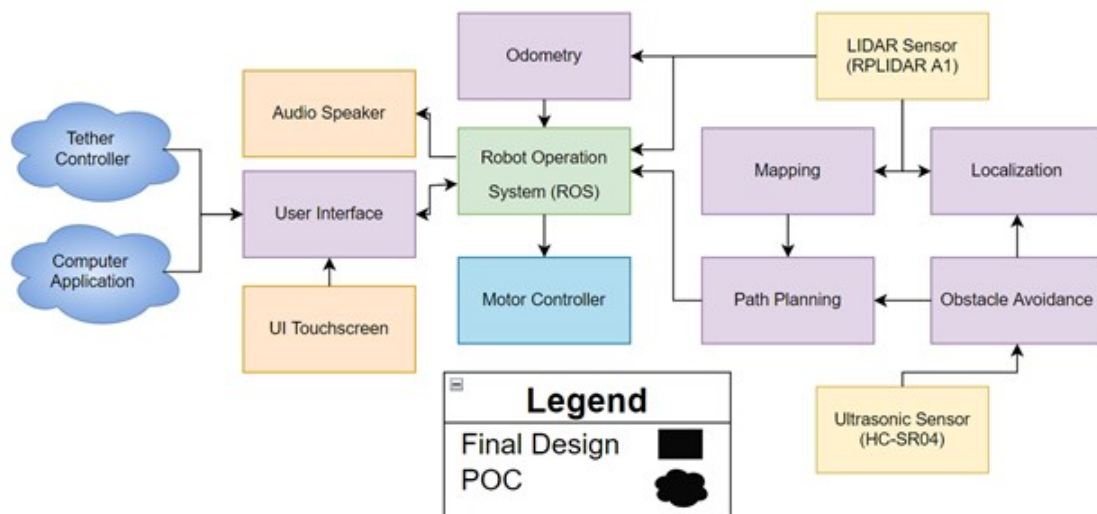 Odometry
LIDAR Sensor
(RPLIDAR A1)
Audio Speaker
Tether
Controller
Robot Operation
System (ROS)
Mapping
Localization
User Interface
Computer
Application
UI Touchscreen
Motor Controller
Path Planning
Obstacle Avoidance
Legend
Final Design
POC
Ultrasonic Sensor
(HC-SR04)